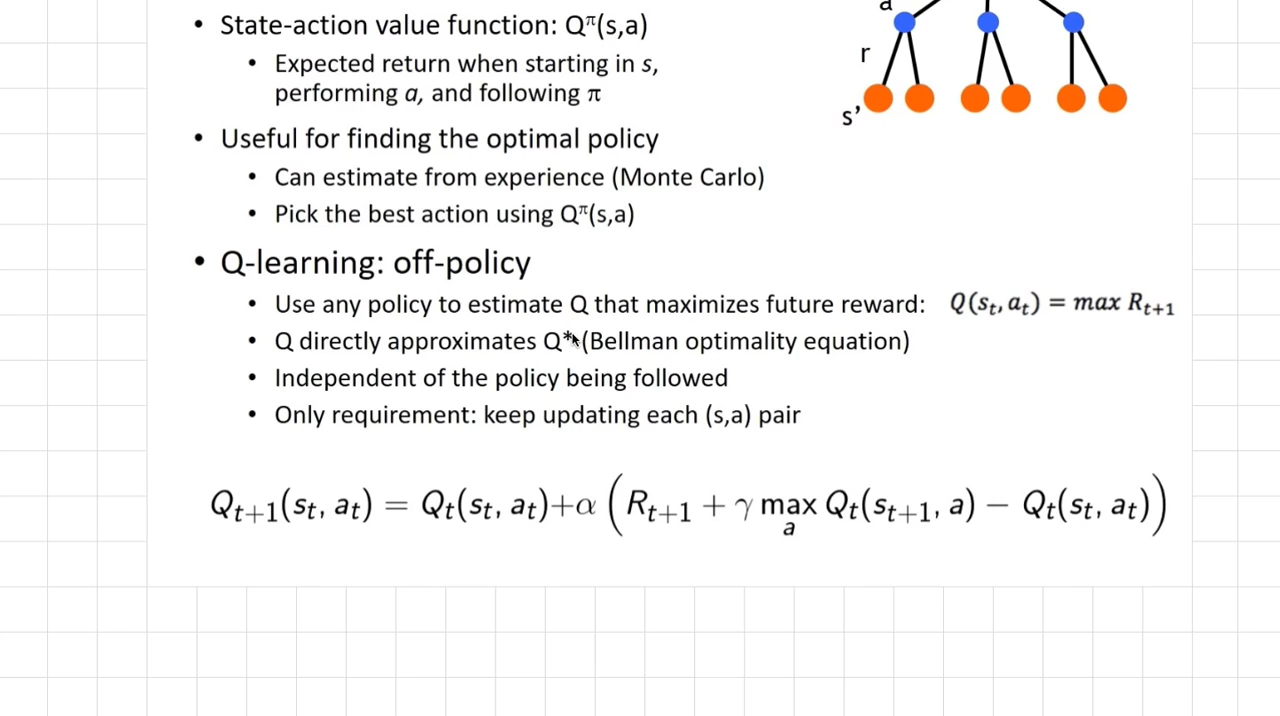 a
• State-action value function: Qπ(s,a)
r
• Expected return when starting in s,
performing a, and following π
s’
• Useful for finding the optimal policy
• Can estimate from experience (Monte Carlo)
• Pick the best action using Qπ(s,a)
• Q-learning: off-policy
• Use any policy to estimate Q that maximizes future reward: Q(sₜ, aₜ) = max Rₜ₊₁
• Q directly approximates Q* (Bellman optimality equation)
• Independent of the policy being followed
• Only requirement: keep updating each (s,a) pair
Qₜ₊₁(sₜ, aₜ) = Qₜ(sₜ, aₜ)+α (Rₜ₊₁ + γ max Qₜ(sₜ₊₁, a) − Qₜ(sₜ, aₜ))
a